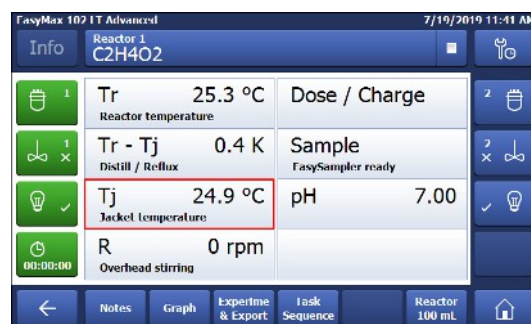 EasyMax 102 LT Advanced 7/19/2019 11:41 AM
Info
Reactor 1
C2H4O2
1
Tr 25.3 °C
Reactor temperature
Dose / Charge
2
1
Tr - Tj 0.4 K
Distill / Reflux
Sample
EasySampler ready
2
Tj 24.9 °C
Jacket temperature
pH 7.00
00:00:00
R 0 rpm
Overhead stirring
Notes
Graph
Experime
& Export
Task
Sequence
Reactor
100 mL